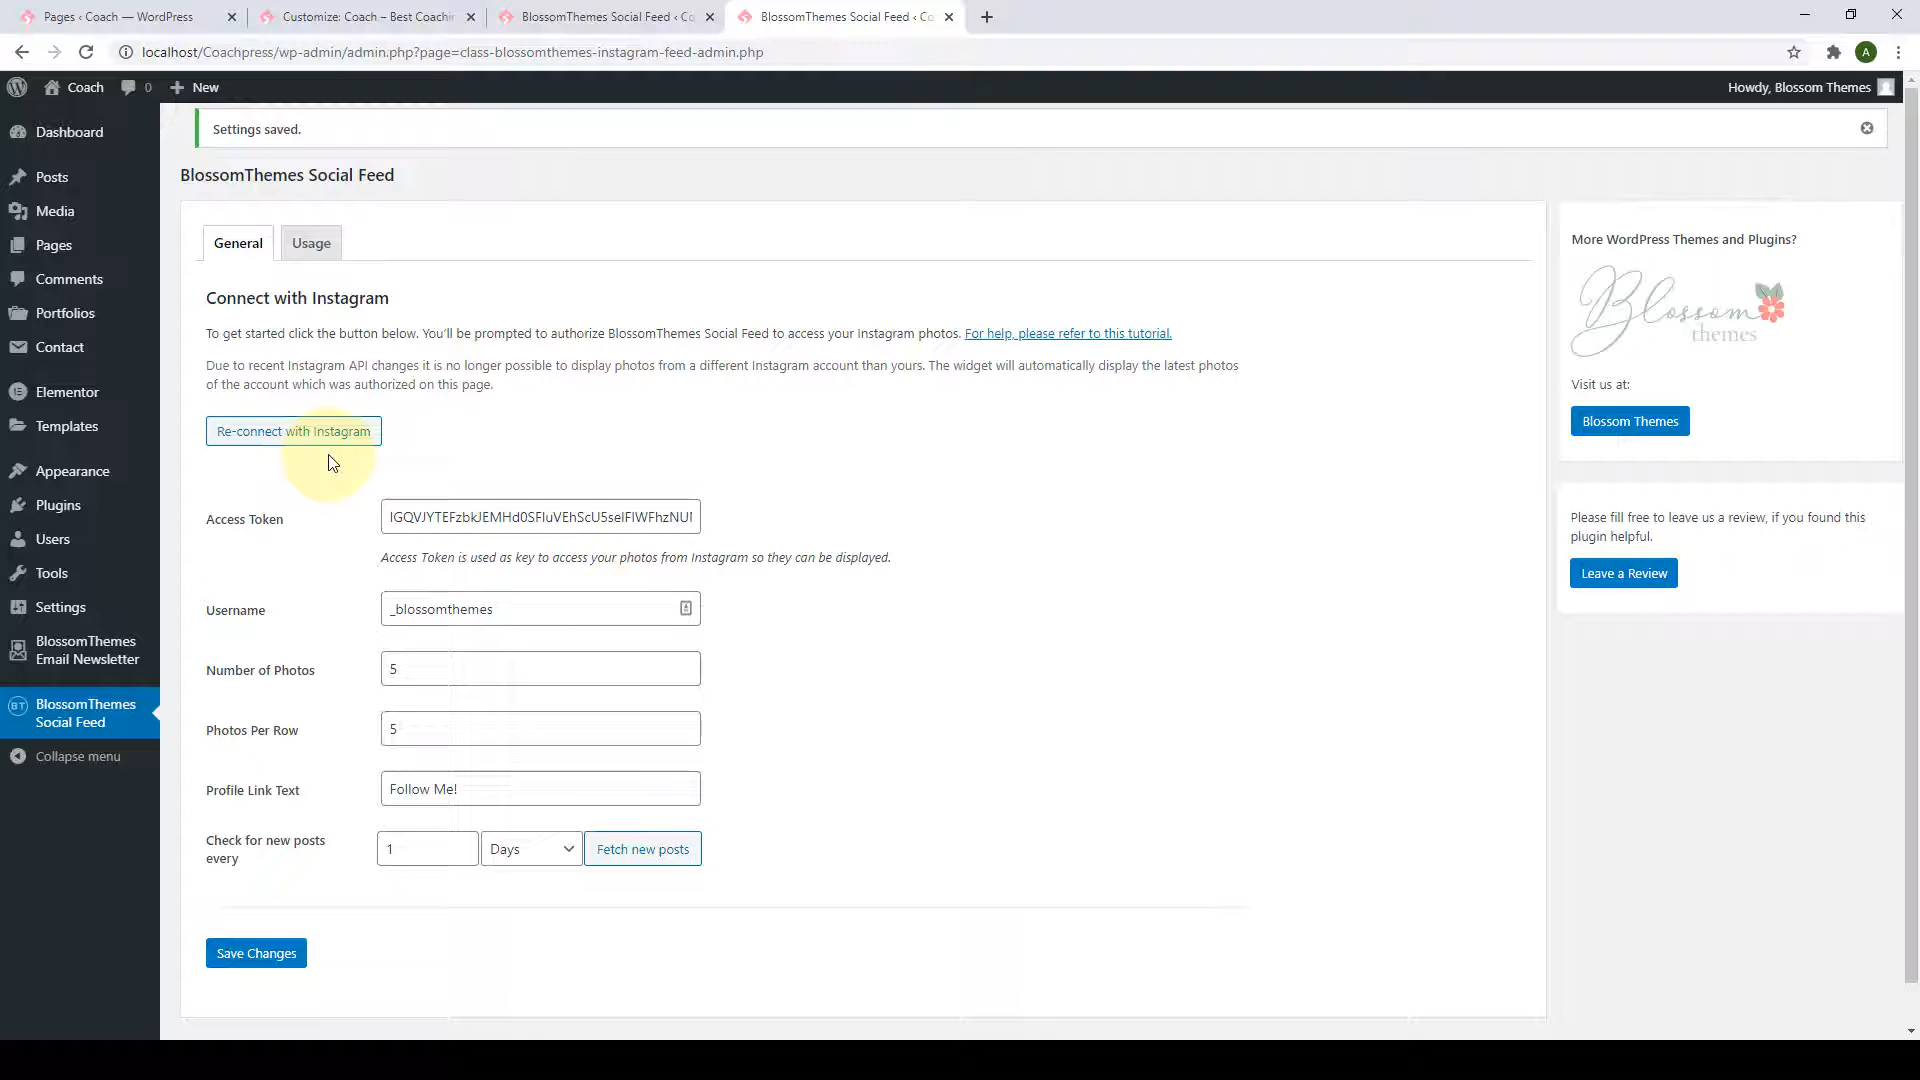 Pages ‹ Coach — WordPress
Customize: Coach – Best Coachin
BlossomThemes Social Feed ‹ Co
BlossomThemes Social Feed ‹ Co
localhost/Coachpress/wp-admin/admin.php?page=class-blossomthemes-instagram-feed-admin.php
A
Coach
0
New
Howdy, Blossom Themes
Dashboard
Posts
Media
Pages
Comments
Portfolios
Contact
Elementor
Templates
Appearance
Plugins
Users
Tools
Settings
BlossomThemes
Email Newsletter
BT
BlossomThemes
Social Feed
Collapse menu
Settings saved.
BlossomThemes Social Feed
General
Usage
Connect with Instagram
To get started click the button below. You'll be prompted to authorize BlossomThemes Social Feed to access your Instagram photos. For help, please refer to this tutorial.
Due to recent Instagram API changes it is no longer possible to display photos from a different Instagram account than yours. The widget will automatically display the latest photos
of the account which was authorized on this page.
Re-connect with Instagram
Access Token
Access Token is used as key to access your photos from Instagram so they can be displayed.
Username
_blossomthemes
Number of Photos
5
Photos Per Row
5
Profile Link Text
Follow Me!
Check for new posts
every
1
Days
Fetch new posts
Save Changes
More WordPress Themes and Plugins?
Blossom
themes
Visit us at:
Blossom Themes
Please fill free to leave us a review, if you found this
plugin helpful.
Leave a Review